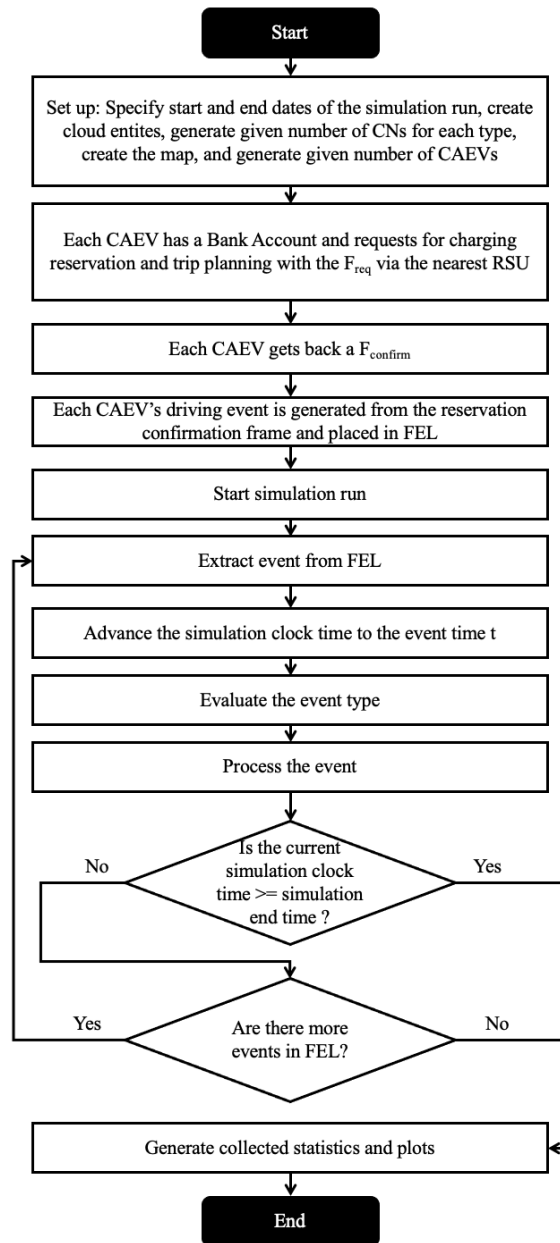 Start
Set up: Specify start and end dates of the simulation run, create
cloud entites, generate given number of CNs for each type,
create the map, and generate given number of CAEVs
Each CAEV has a Bank Account and requests for charging
reservation and trip planning with the Freq via the nearest RSU
Each CAEV gets back a Fconfirm
Each CAEV’s driving event is generated from the reservation
confirmation frame and placed in FEL
Start simulation run
Extract event from FEL
Advance the simulation clock time to the event time t
Evaluate the event type
Process the event
Is the current
simulation clock
time >= simulation
end time ?
No
Yes
Are there more
events in FEL?
Yes
No
Generate collected statistics and plots
End